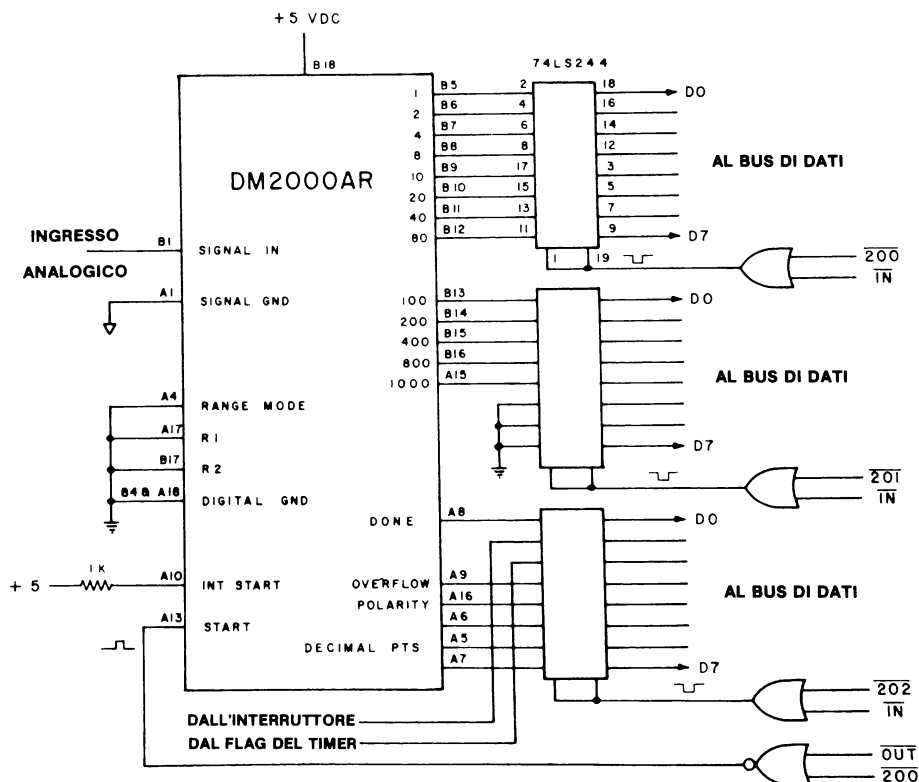 + 5 VDC
B18
74LS244
DM2000AR
1 B5 2 18 D0
2 B6 4 16
4 B7 6 14
8 B8 8 12
10 B9 17 3
20 B10 15 5
40 B11 13 7
80 B12 11 9 D7
AL BUS DI DATI
1 19
200
IN
INGRESSO
ANALOGICO
B1 SIGNAL IN
A1 SIGNAL GND
100 B13 D0
200 B14
400 B15
800 B16
1000 A15
D7
AL BUS DI DATI
201
IN
A4 RANGE MODE
A17 R1
B17 R2
B4 & A18 DIGITAL GND
DONE A8 D0
+ 5 1K A10 INT START
A13 START
OVERFLOW A9
POLARITY A16
A6
DECIMAL PTS A5
A7 D7
AL BUS DI DATI
202
IN
DALL'INTERRUTTORE
DAL FLAG DEL TIMER
OUT
200